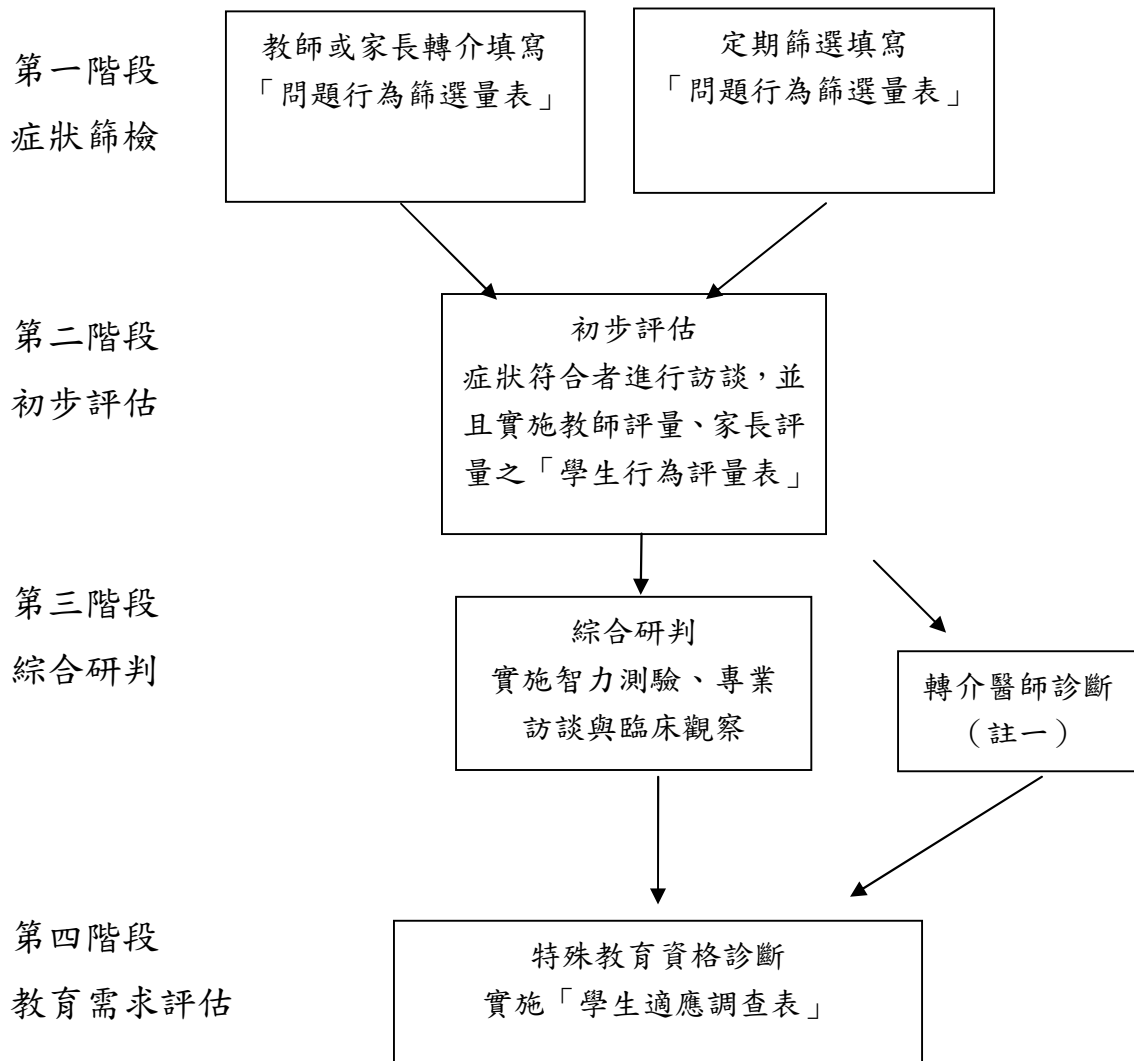 第一階段
症狀篩檢
教師或家長轉介填寫
「問題行為篩選量表」
定期篩選填寫
「問題行為篩選量表」
第二階段
初步評估
初步評估
症狀符合者進行訪談，並
且實施教師評量、家長評
量之「學生行為評量表」
第三階段
綜合研判
綜合研判
實施智力測驗、專業
訪談與臨床觀察
轉介醫師診斷
（註一）
第四階段
教育需求評估
特殊教育資格診斷
實施「學生適應調查表」